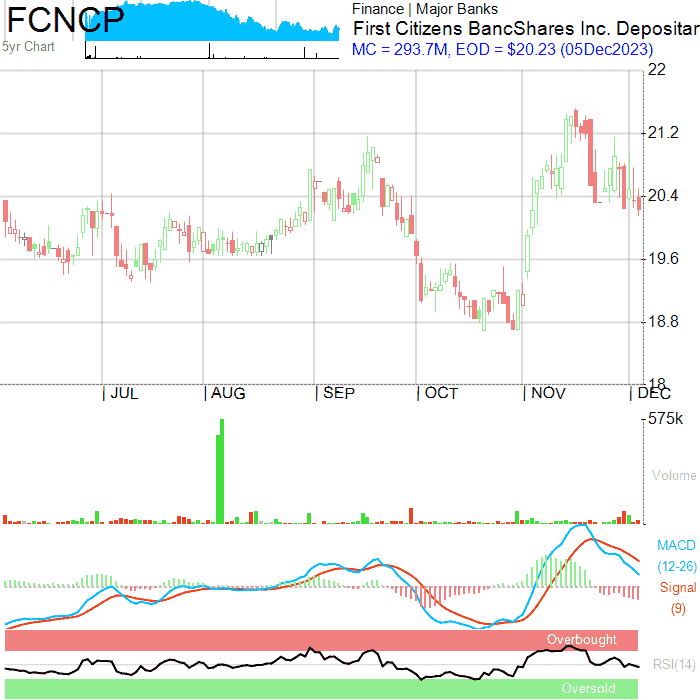 FCNCP
5yr Chart
Finance | Major Banks
First Citizens BancShares Inc. Depositar
MC = 293.7M, EOD = $20.23 (05Dec2023)
22
21.2
20.4
19.6
18.8
18
JUL AUG SEP OCT NOV DEC
575k
Volume
MACD
(12-26)
Signal
(9)
Overbought
RSI(14)
Oversold